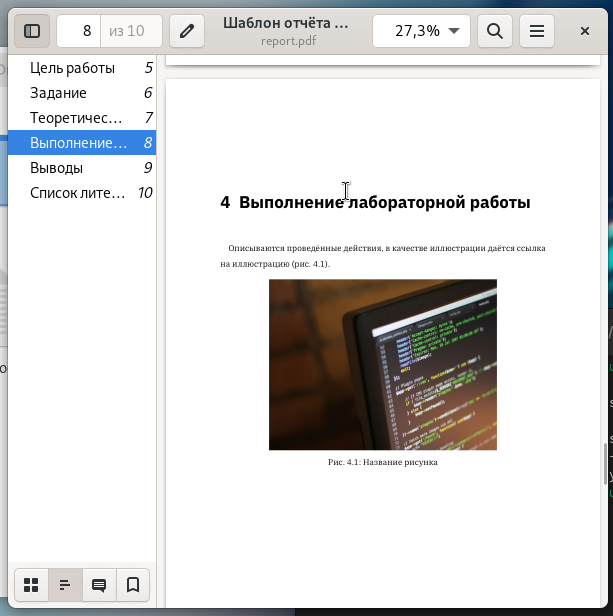 8
из 10
Шаблон отчёта ...
report.pdf
27,3%
Цель работы 5
Задание 6
Теоретичес... 7
Выполнение... 8
Выводы 9
Список лите... 10
4 Выполнение лабораторной работы
Описываются проведённые действия, в качестве иллюстрации даётся ссылка
на иллюстрацию (рис. 4.1).
Рис. 4.1: Название рисунка